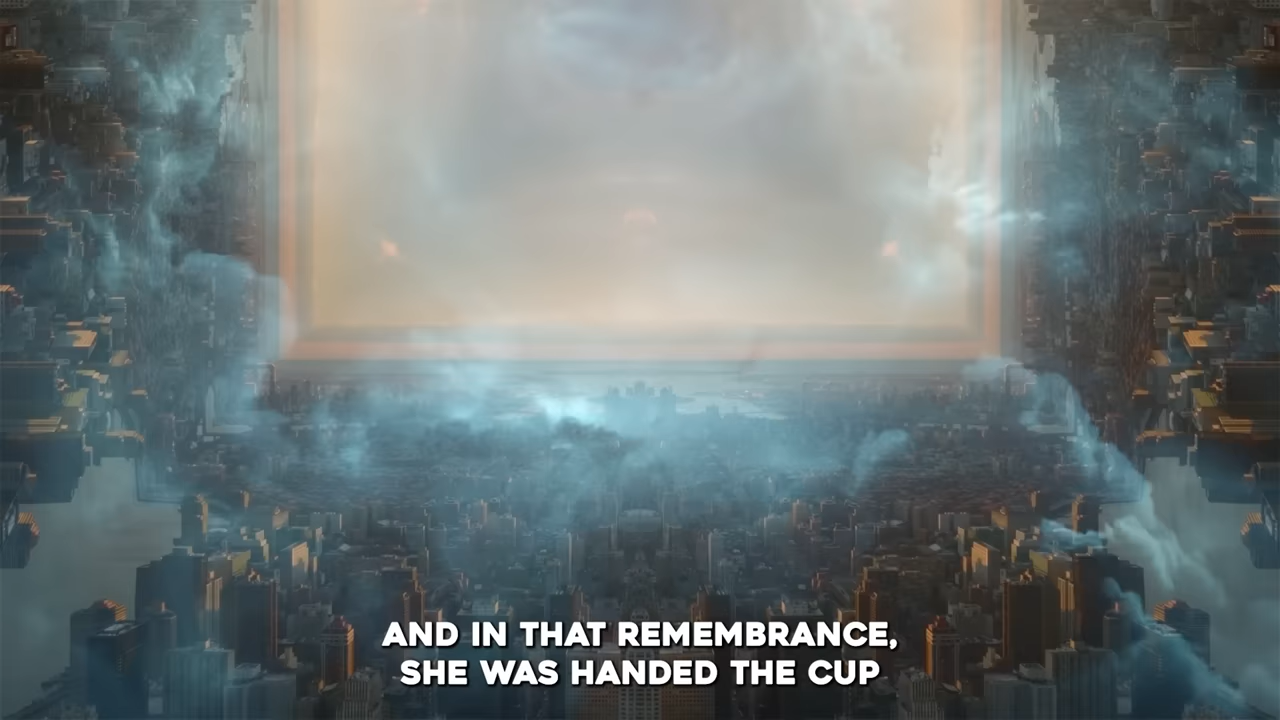 AND IN THAT REMEMBRANCE,
SHE WAS HANDED THE CUP